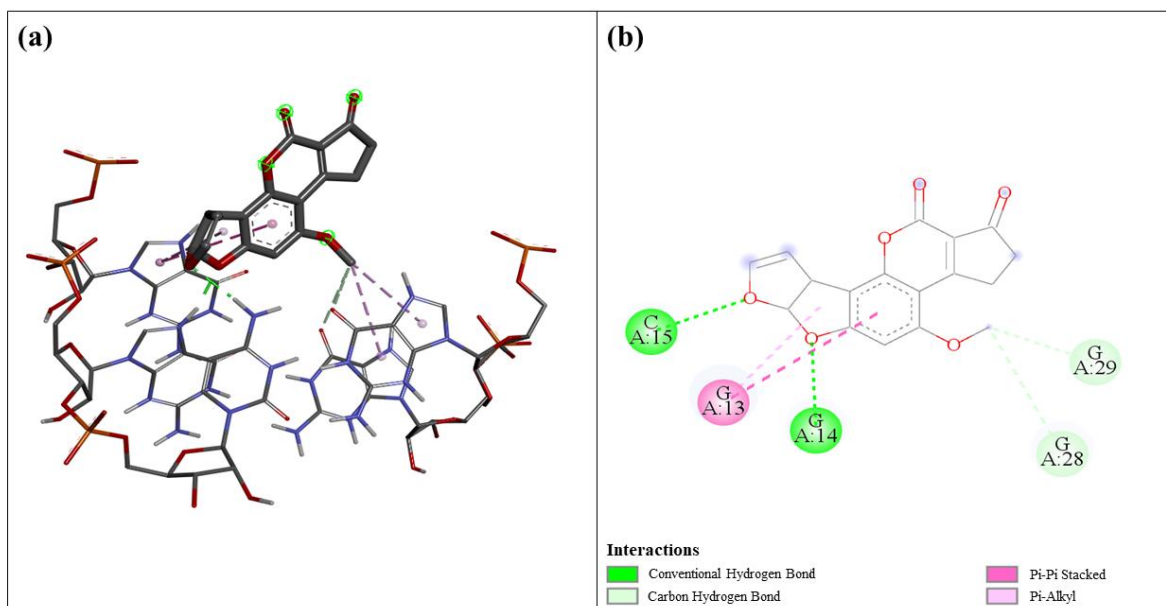 (a)
(b)
O
O
O
O
C
A:15
O
O
G
A:29
G
A:13
G
A:14
G
A:28
Interactions
Conventional Hydrogen Bond
Carbon Hydrogen Bond
Pi-Pi Stacked
Pi-Alkyl